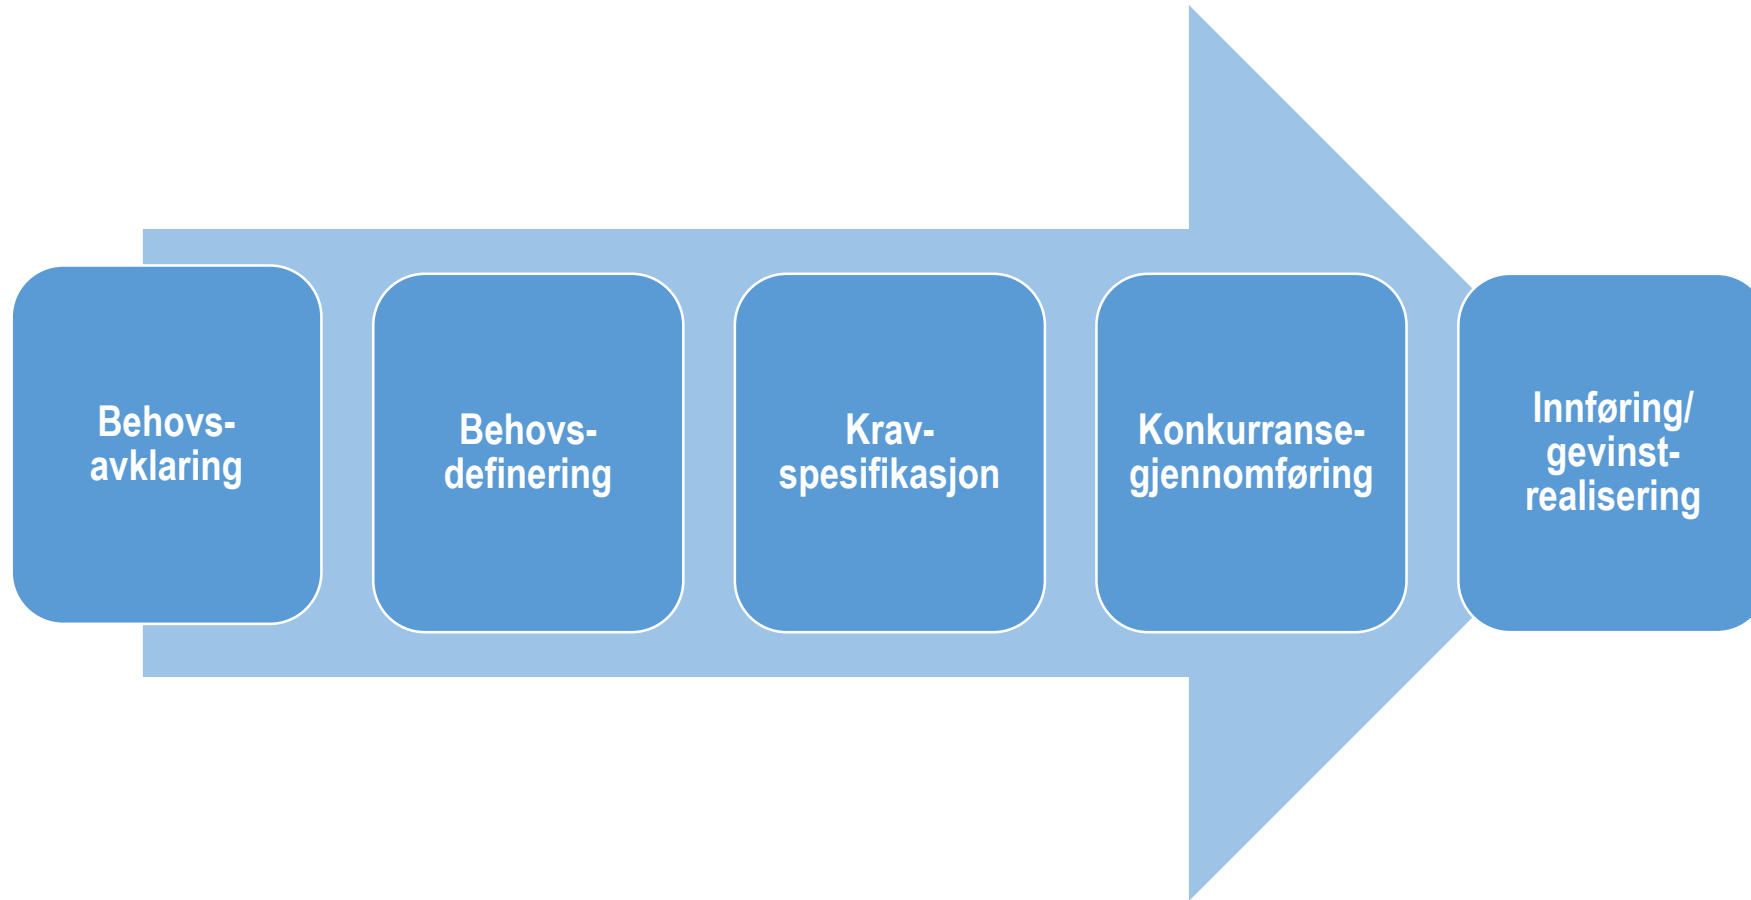 Behovs-
avklaring
Behovs-
definering
Krav-
spesifikasjon
Konkurranse-
gjennomføring
Innføring/
gevinst-
realisering